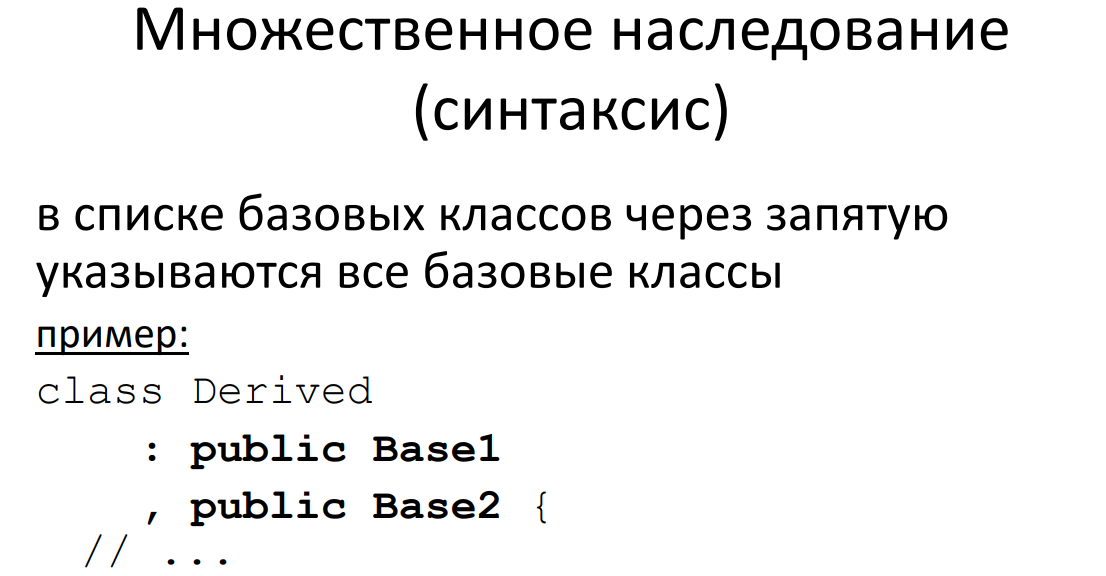 Множественное наследование
(синтаксис)
в списке базовых классов через запятую
указываются все базовые классы
пример:
class Derived
: public Base1
, public Base2 {
// ...